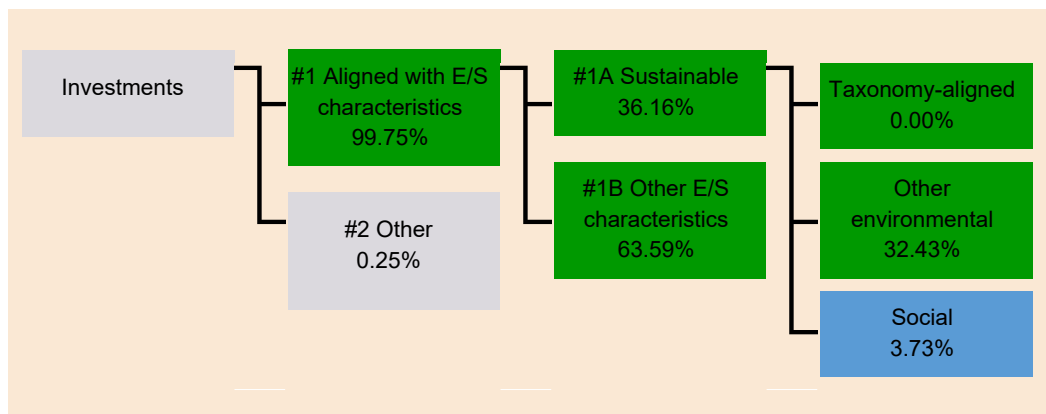 Investments
#1 Aligned with E/S
characteristics
99.75%
#2 Other
0.25%
#1A Sustainable
36.16%
#1B Other E/S
characteristics
63.59%
Taxonomy-aligned
0.00%
Other
environmental
32.43%
Social
3.73%